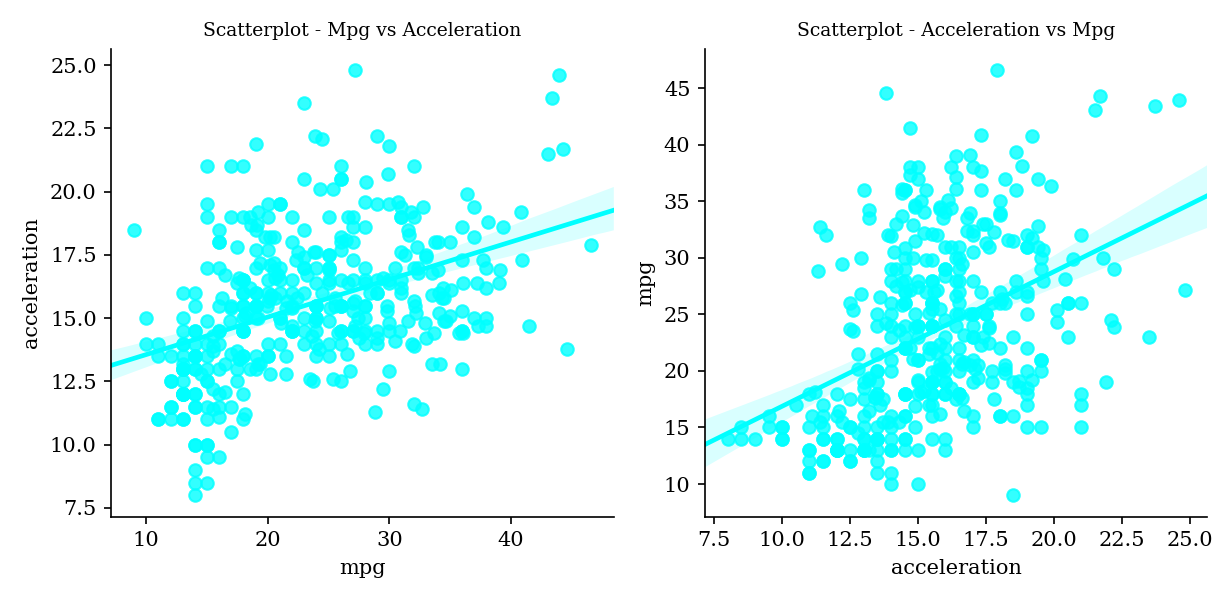 Scatterplot - Mpg vs Acceleration
25.0
22.5
20.0
17.5
15.0
12.5
10.0
7.5
acceleration
10 20 30 40
mpg
Scatterplot - Acceleration vs Mpg
45
40
35
30
25
20
15
10
mpg
7.5 10.0 12.5 15.0 17.5 20.0 22.5 25.0
acceleration